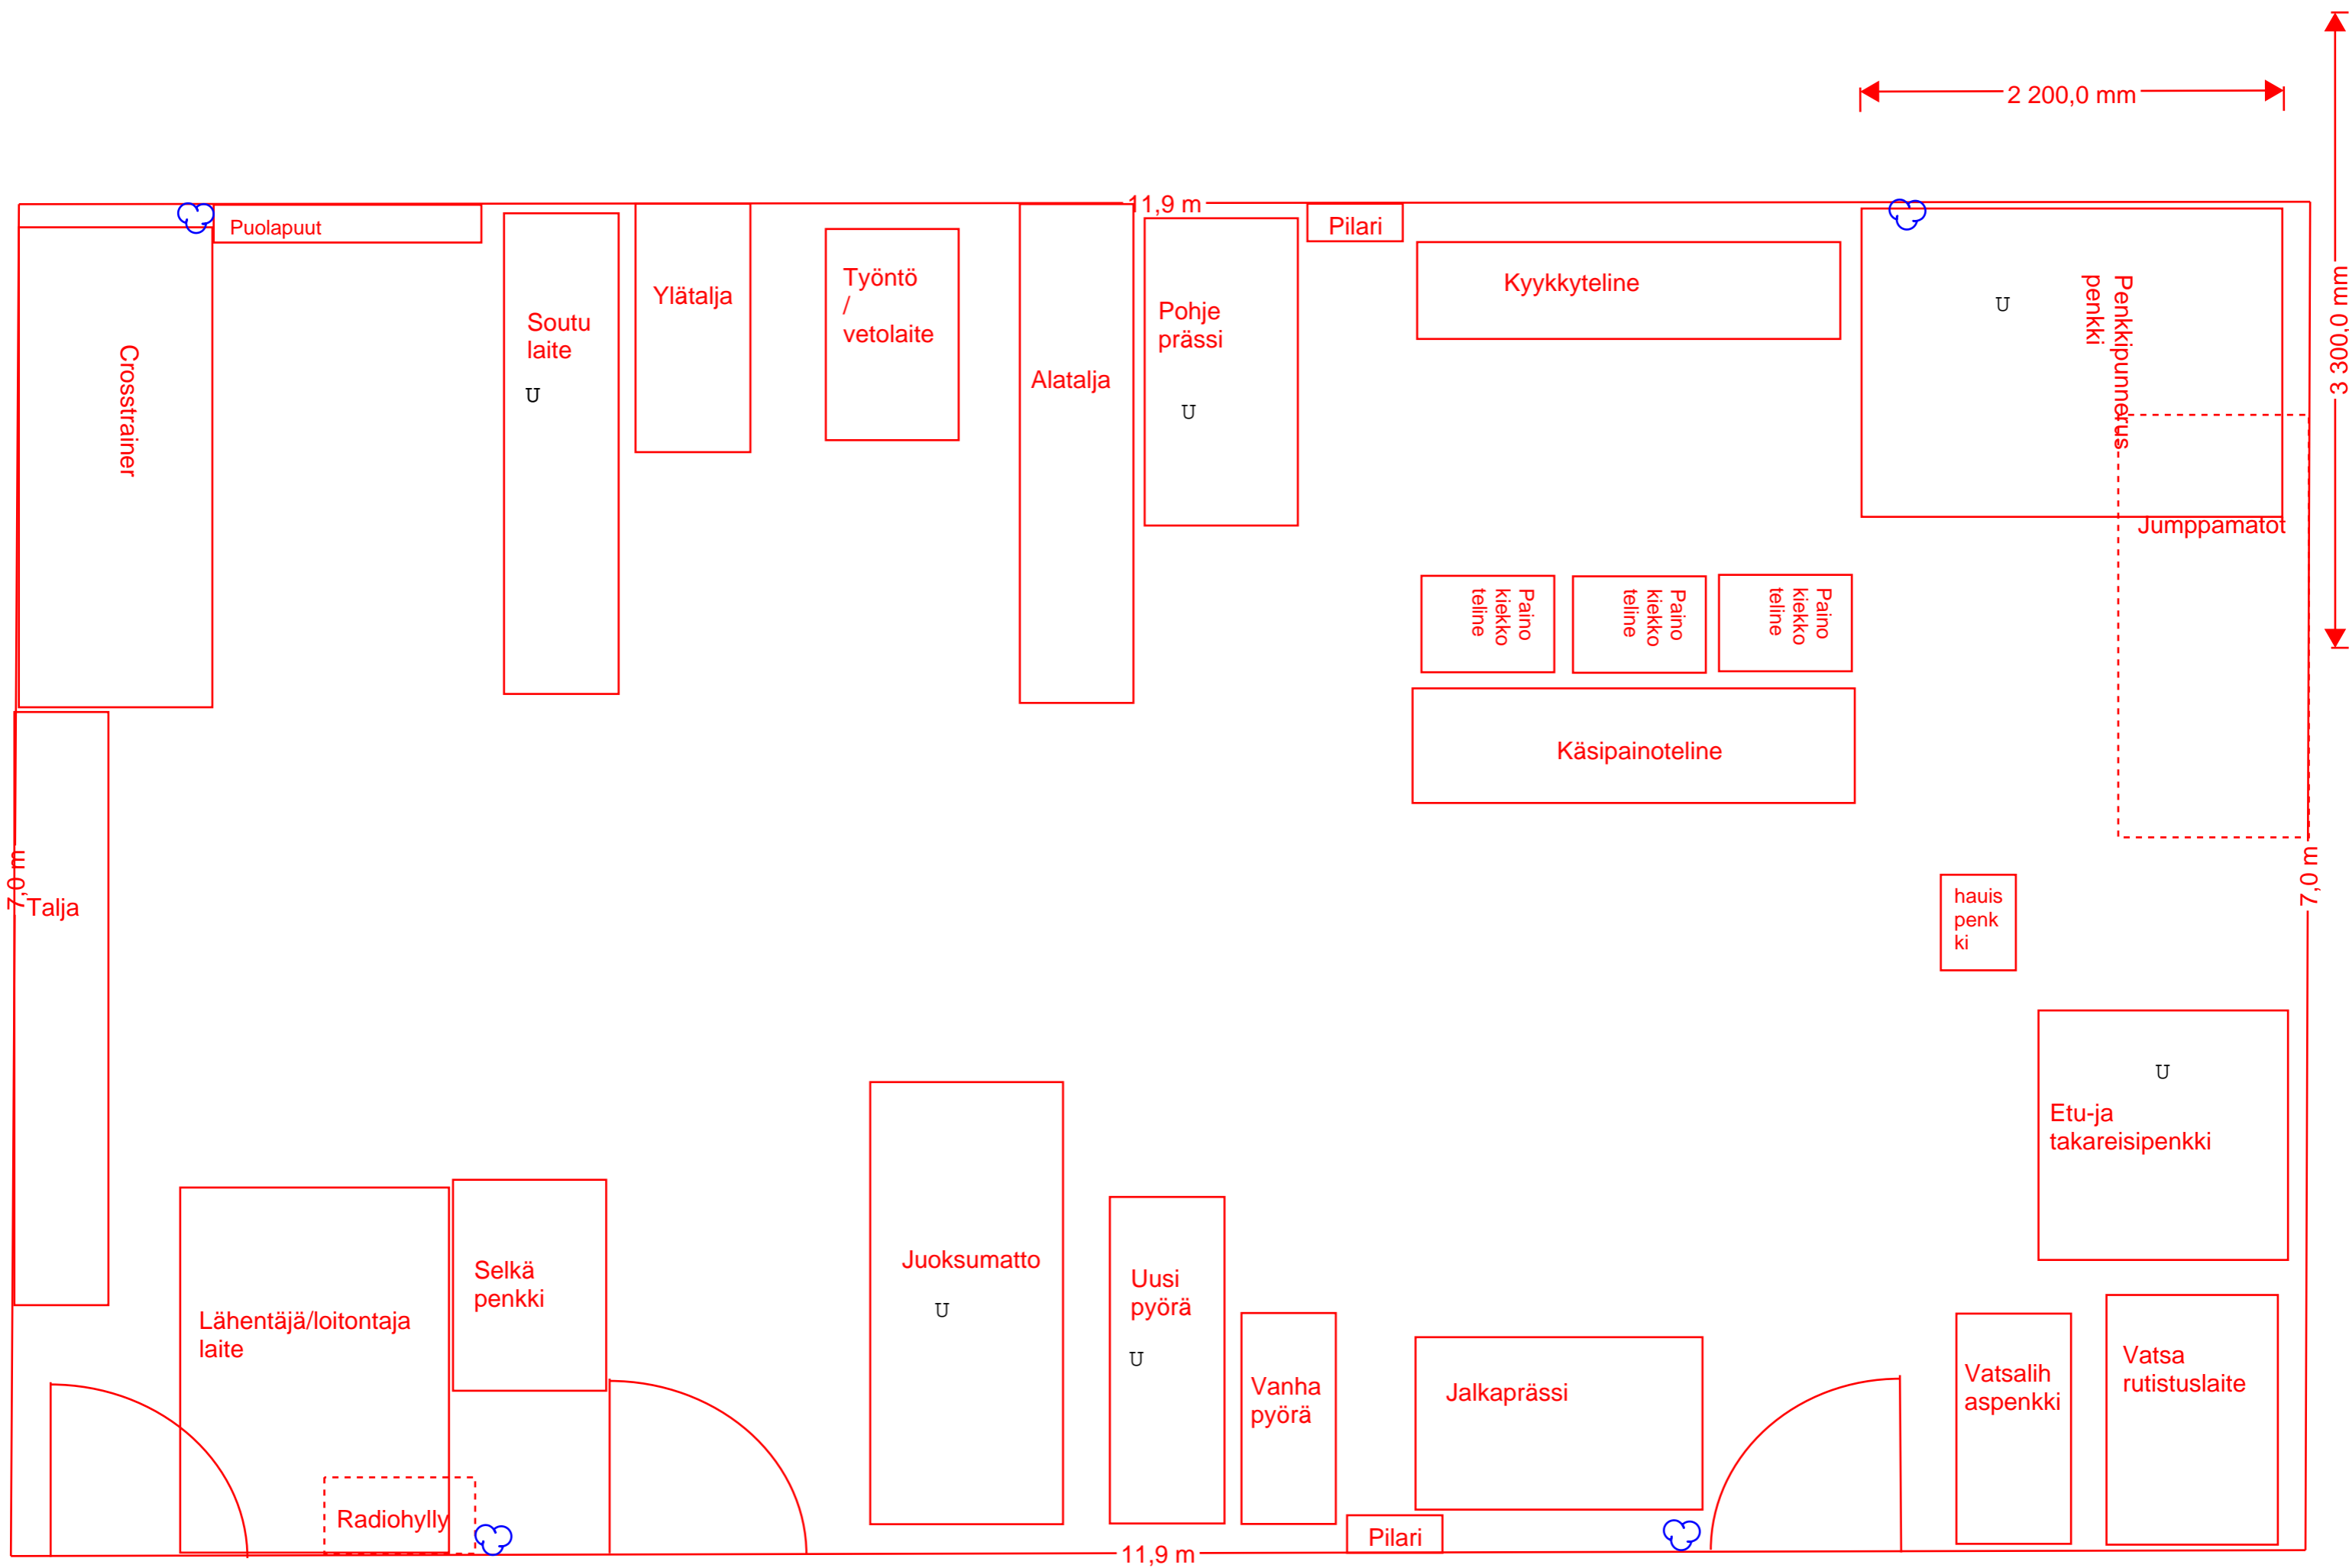 2 200,0 mm
3 300,0 mm
11,9 m
Puolapuut
Pilari
Crosstrainer
Soutu
laite
U
Ylätalja
Työntö
/
vetolaite
Alatalja
Pohje
prässi
U
Kyykkyteline
U
Penkkipunnerus
penkki
Jumppamatot
Paino
kiekko
teline
Paino
kiekko
teline
Paino
kiekko
teline
Käsipainoteline
7,0 m
Talja
7,0 m
hauis
penk
ki
U
Etu-ja
takareisipenkki
Lähentäjä/loitontaja
laite
Selkä
penkki
Juoksumatto
U
Uusi
pyörä
U
Vanha
pyörä
Jalkaprässi
Vatsalih
aspenkki
Vatsa
rutistuslaite
Radiohylly
Pilari
11,9 m